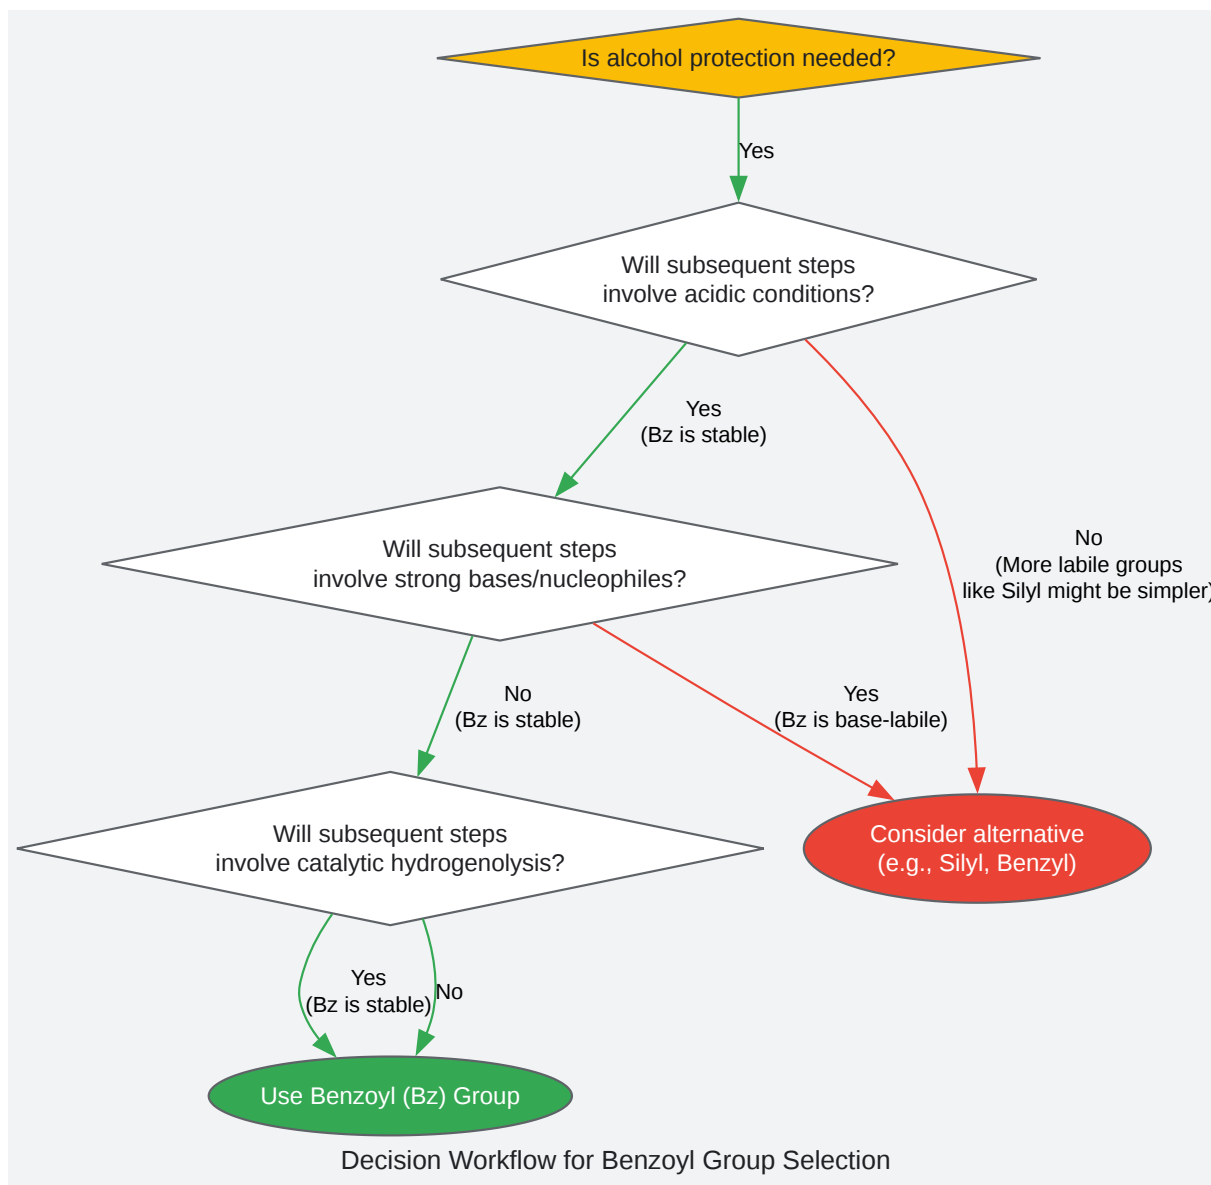 Is alcohol protection needed?
Yes
Will subsequent steps
involve acidic conditions?
Yes
(Bz is stable)
No
(More labile groups
like Silyl might be simpler)
Will subsequent steps
involve strong bases/nucleophiles?
No
(Bz is stable)
Yes
(Bz is base-labile)
Will subsequent steps
involve catalytic hydrogenolysis?
Consider alternative
(e.g., Silyl, Benzyl)
Yes
(Bz is stable)
No
Use Benzoyl (Bz) Group
Decision Workflow for Benzoyl Group Selection